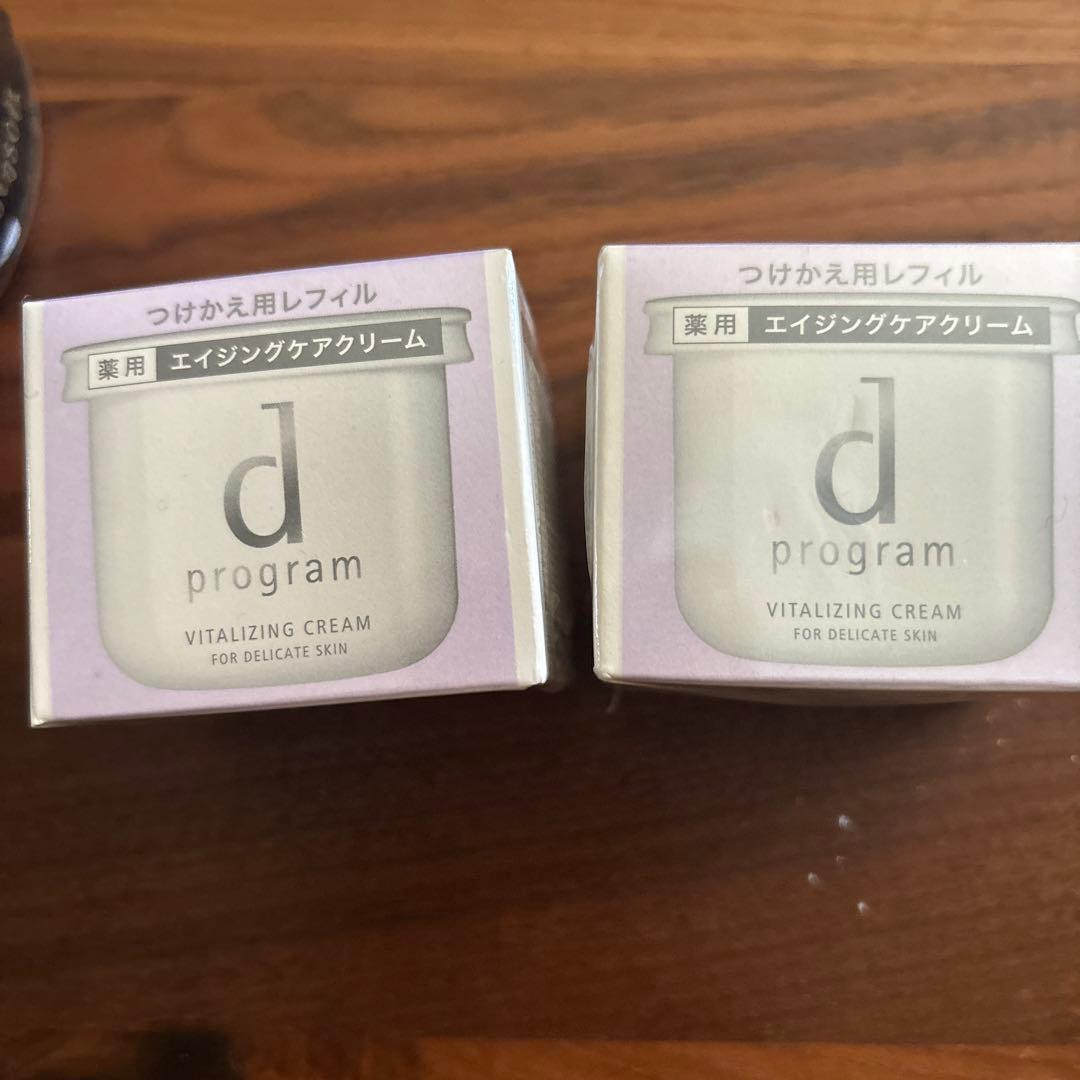 つけかえ用レフィル
薬用 エイジングケアクリーム
d
program
VITALIZING CREAM
FOR DELICATE SKIN
つけかえ用レフィル
薬用 エイジングケアクリーム
d
program
VITALIZING CREAM
FOR DELICATE SKIN